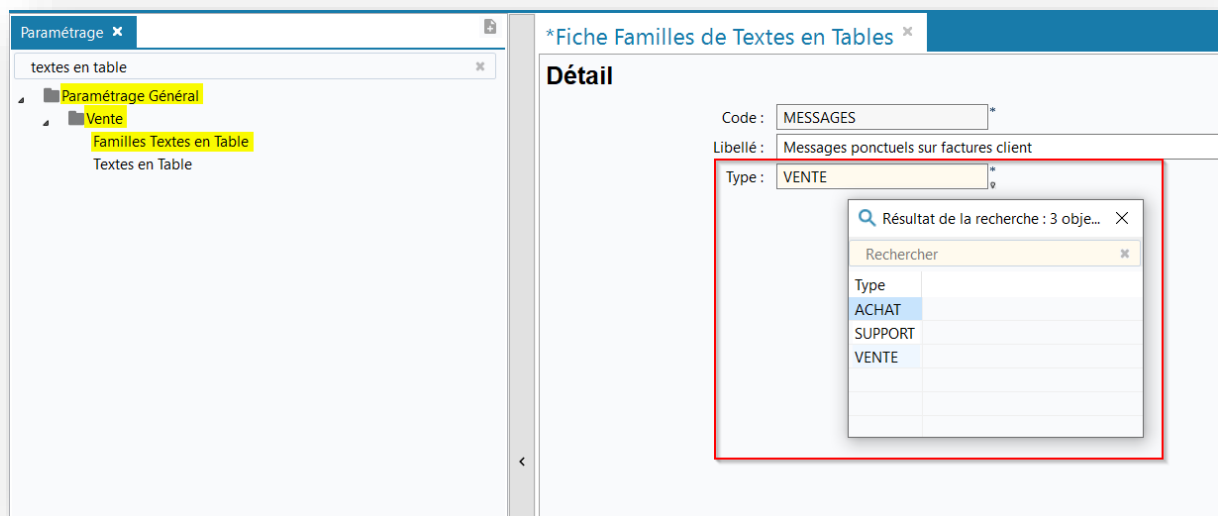 Paramétrage
textes en table
Paramétrage Général
Vente
Familles Textes en Table
Textes en Table
*Fiche Familles de Textes en Tables
Détail
Code : MESSAGES *
Libellé : Messages ponctuels sur factures client
Type : VENTE *
Résultat de la recherche : 3 obje...
Rechercher
Type
ACHAT
SUPPORT
VENTE